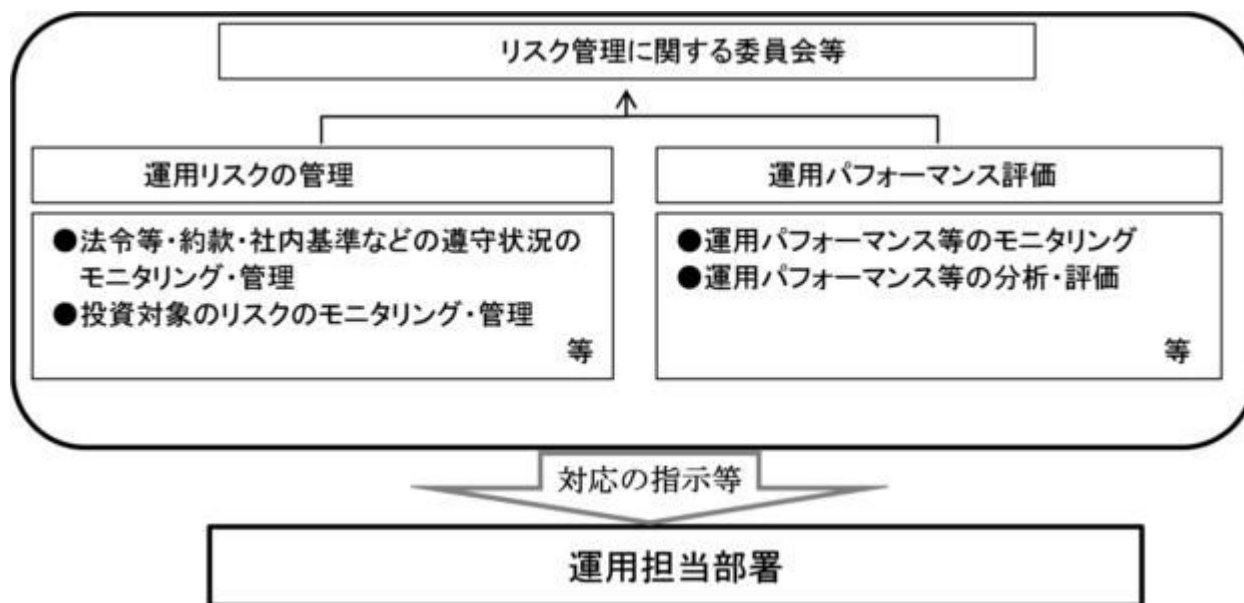 リスク管理に関する委員会等
運用リスクの管理
●法令等・約款・社内基準などの遵守状況の
モニタリング・管理
●投資対象のリスクのモニタリング・管理
等
運用パフォーマンス評価
●運用パフォーマンス等のモニタリング
●運用パフォーマンス等の分析・評価
等
対応の指示等
運用担当部署